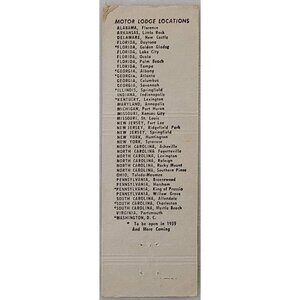 MOTOR LODGE LOCATIONS
ALABAMA, Florence
ARKANSAS, Little Rock
DELAWARE, New Castle
FLORIDA, Daytona
*FLORIDA, Golden Glades
FLORIDA, Lake City
FLORIDA, Ocala
FLORIDA, Palm Beach
FLORIDA, Tampa
*GEORGIA, Albany
*GEORGIA, Atlanta
GEORGIA, Columbus
GEORGIA, Savannah
*ILLINOIS, Springfield
INDIANA, Indianapolis
*KENTUCKY, Lexington
MARYLAND, Annapolis
MICHIGAN, Port Huron
MISSOURI, Kansas City
MISSOURI, St. Louis
NEW JERSEY, Fort Lee
NEW JERSEY, Ridgefield Park
NEW JERSEY, Springfield
NEW YORK, Huntington
NEW YORK, Syracuse
NORTH CAROLINA, Asheville
NORTH CAROLINA, Fayetteville
NORTH CAROLINA, Lexington
NORTH CAROLINA, Raleigh
NORTH CAROLINA, Rocky Mount
NORTH CAROLINA, Southern Pines
OHIO, Toledo-Maumee
PENNSYLVANIA, Brentwood
PENNSYLVANIA, Horsham
*PENNSYLVANIA, King of Prussia
PENNSYLVANIA, Willow Grove
SOUTH CAROLINA, Allendale
*SOUTH CAROLINA, Charleston
*SOUTH CAROLINA, Myrtle Beach
VIRGINIA, Portsmouth
*WASHINGTON, D. C.
* To be open in 1959
And More Coming